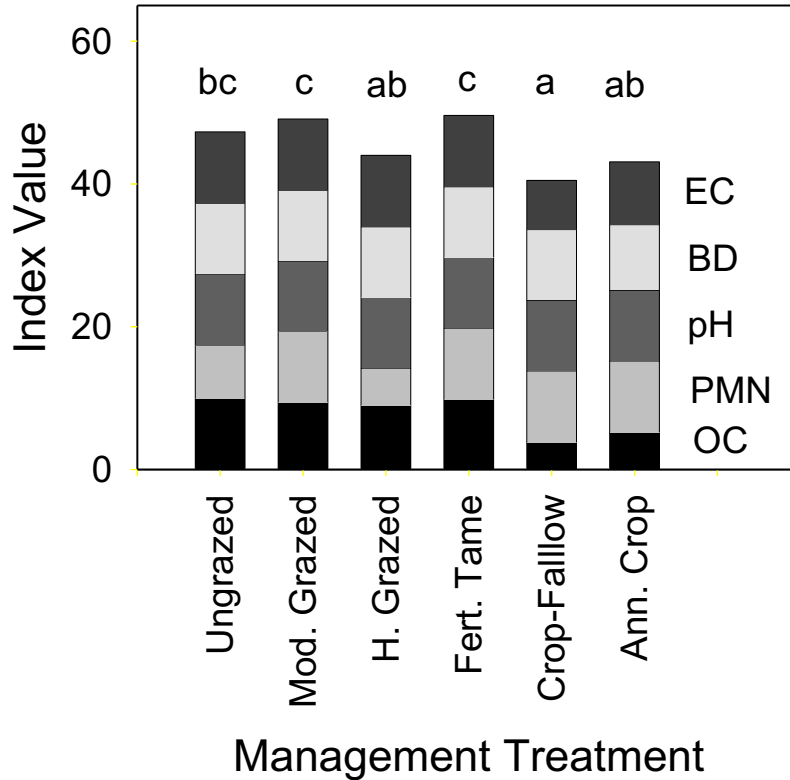 60
bc c ab c a ab
40
EC
BD
20
pH
PMN
OC
0
Index Value
Ungrazed
Mod. Grazed
H. Grazed
Fert. Tame
Crop-Falllow
Ann. Crop
Management Treatment